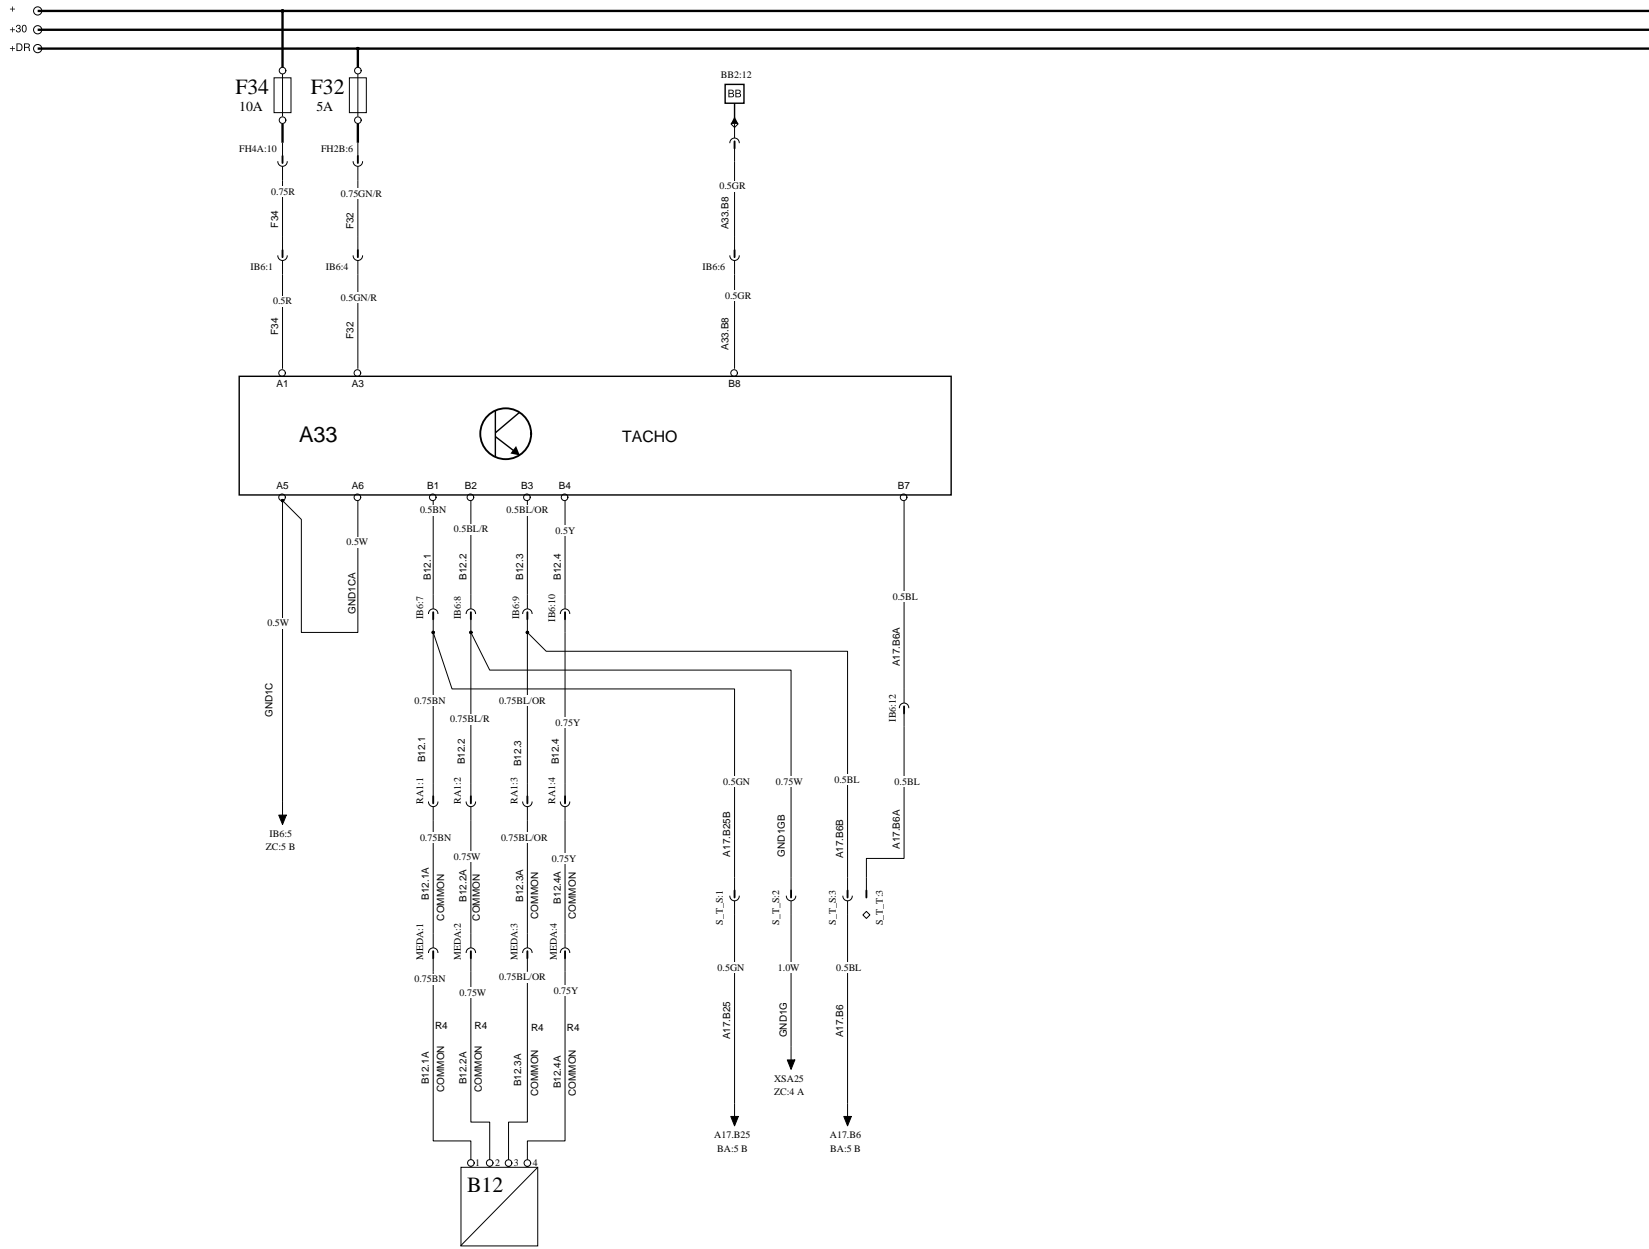 +
+30
+DR
F34
10A
F32
5A
BB2:12
BB
FH4A:10
FH2B:6
0.75R
0.75GN/R
0.5GR
F34
F32
A33.B8
IB6:1
IB6:4
IB6:6
0.5R
0.5GN/R
0.5GR
F34
F32
A33.B8
A1
A3
B8
A33
TACHO
A5
A6
B1
B2
B3
B4
B7
0.5BN
0.5BL/R
0.5BL/OR
0.5Y
0.5W
B12.1
B12.2
B12.3
B12.4
GND1CA
0.5BL
IB6:7
IB6:8
IB6:9
IB6:10
0.5W
A17.B6A
GND1C
0.75BN
0.75BL/R
0.75BL/OR
0.75Y
IB6:12
B12.1
B12.2
B12.3
B12.4
RA1:1
RA1:2
RA1:3
RA1:4
0.5GN
0.75W
0.5BL
0.5BL
IB6:5
ZC:5 B
0.75BN
0.75W
0.75BL/OR
0.75Y
A17.B25B
GND1GB
A17.B6B
A17.B6A
B12.1A
COMMON
B12.2A
COMMON
B12.3A
COMMON
B12.4A
COMMON
S_T_S:1
S_T_S:2
S_T_S:3
S_T_T:3
MEDA:1
MEDA:2
MEDA:3
MEDA:4
0.75BN
0.75W
0.75BL/OR
0.75Y
0.5GN
1.0W
0.5BL
R4
R4
R4
R4
A17.B25
GND1G
A17.B6
B12.1A
COMMON
B12.2A
COMMON
B12.3A
COMMON
B12.4A
COMMON
XSA25
ZC:4 A
A17.B25
BA:5 B
A17.B6
BA:5 B
1
2
3
4
B12